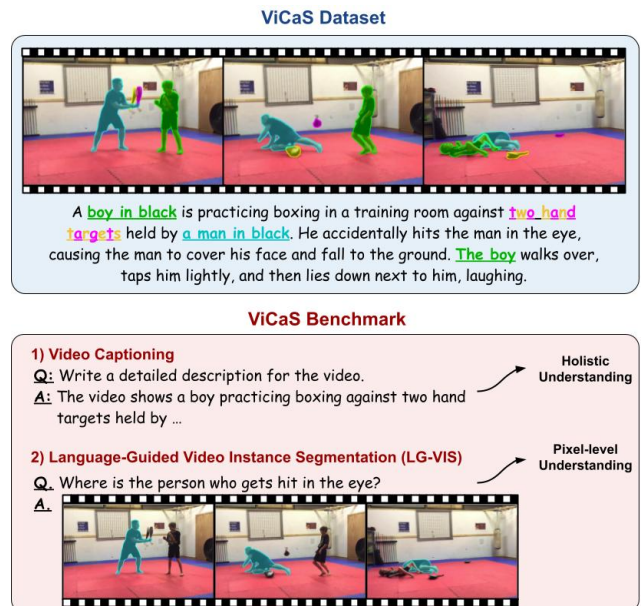 ViCaS Dataset
A boy in black is practicing boxing in a training room against two hand
targets held by a man in black. He accidentally hits the man in the eye,
causing the man to cover his face and fall to the ground. The boy walks over,
taps him lightly, and then lies down next to him, laughing.
ViCaS Benchmark
1) Video Captioning
Q: Write a detailed description for the video.
A: The video shows a boy practicing boxing against two hand
targets held by …
Holistic
Understanding
2) Language-Guided Video Instance Segmentation (LG-VIS)
Q. Where is the person who gets hit in the eye?
A.
Pixel-level
Understanding